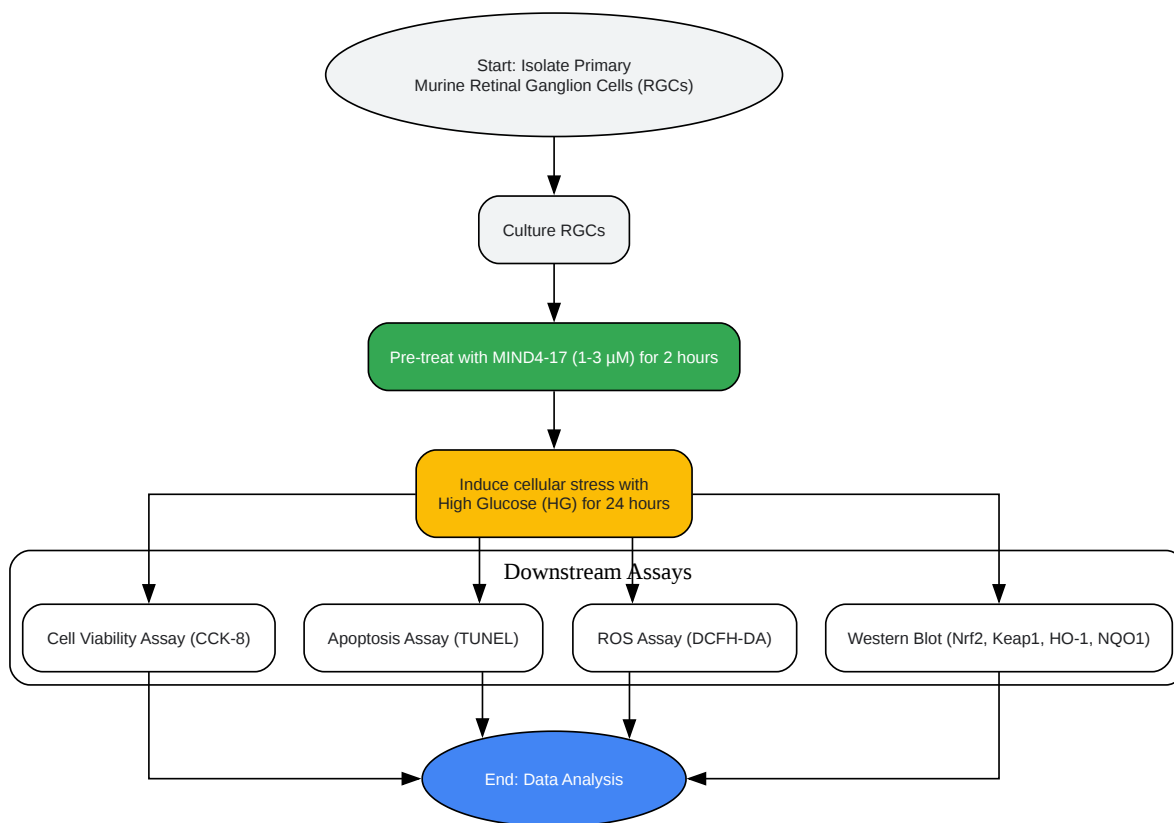 Start: Isolate Primary
Murine Retinal Ganglion Cells (RGCs)
Culture RGCs
Pre-treat with MIND4-17 (1-3 µM) for 2 hours
Induce cellular stress with
High Glucose (HG) for 24 hours
Downstream Assays
Cell Viability Assay (CCK-8)
Apoptosis Assay (TUNEL)
ROS Assay (DCFH-DA)
Western Blot (Nrf2, Keap1, HO-1, NQO1)
End: Data Analysis